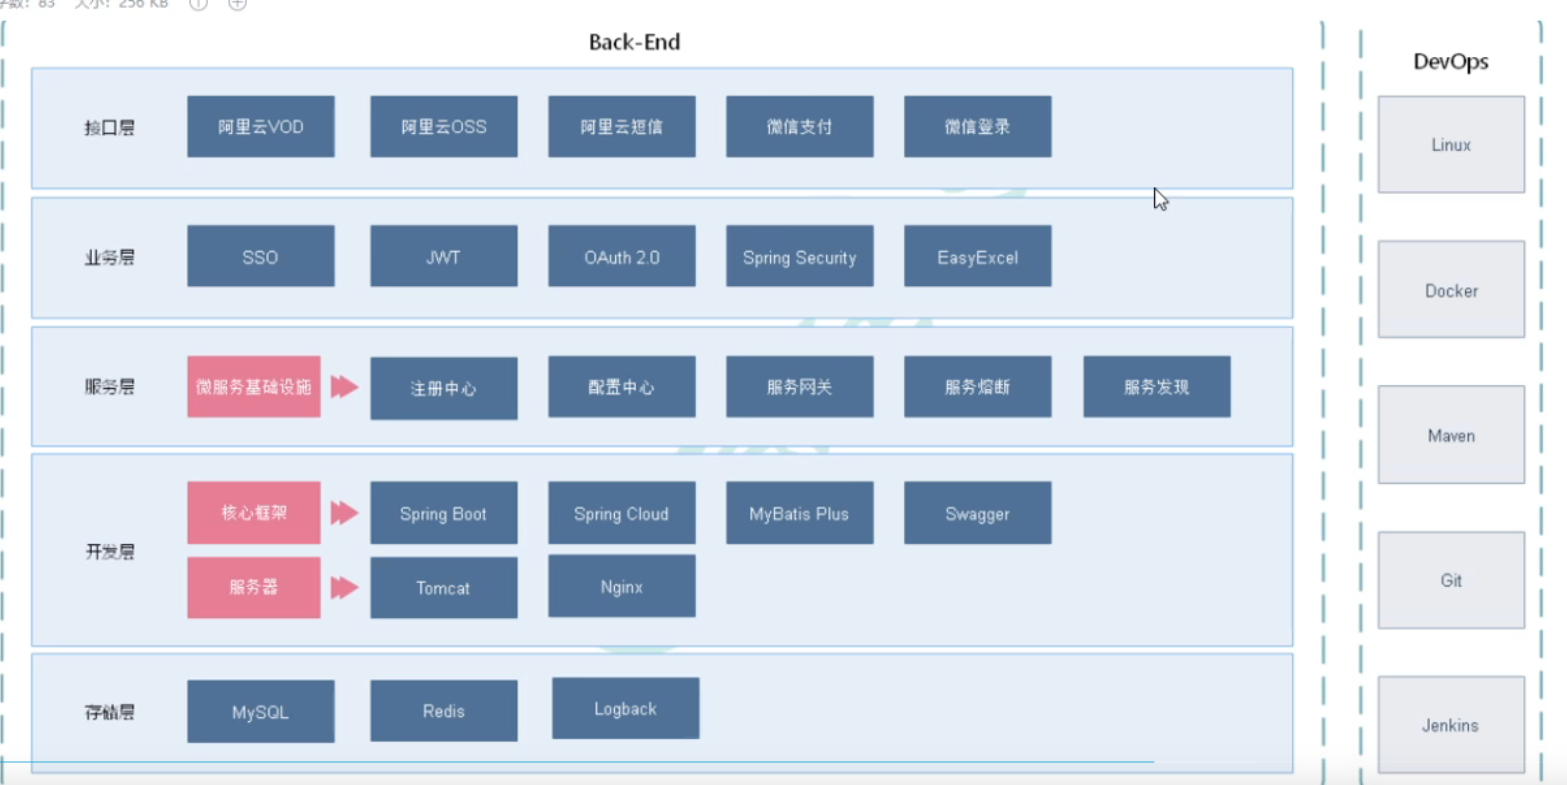 字数：83 大小：256 KB
Back-End
接口层
阿里云VOD
阿里云OSS
阿里云短信
微信支付
微信登录
业务层
SSO
JWT
OAuth 2.0
Spring Security
EasyExcel
服务层
微服务基础设施
注册中心
配置中心
服务网关
服务熔断
服务发现
开发层
核心框架
Spring Boot
Spring Cloud
MyBatis Plus
Swagger
服务器
Tomcat
Nginx
存储层
MySQL
Redis
Logback
DevOps
Linux
Docker
Maven
Git
Jenkins